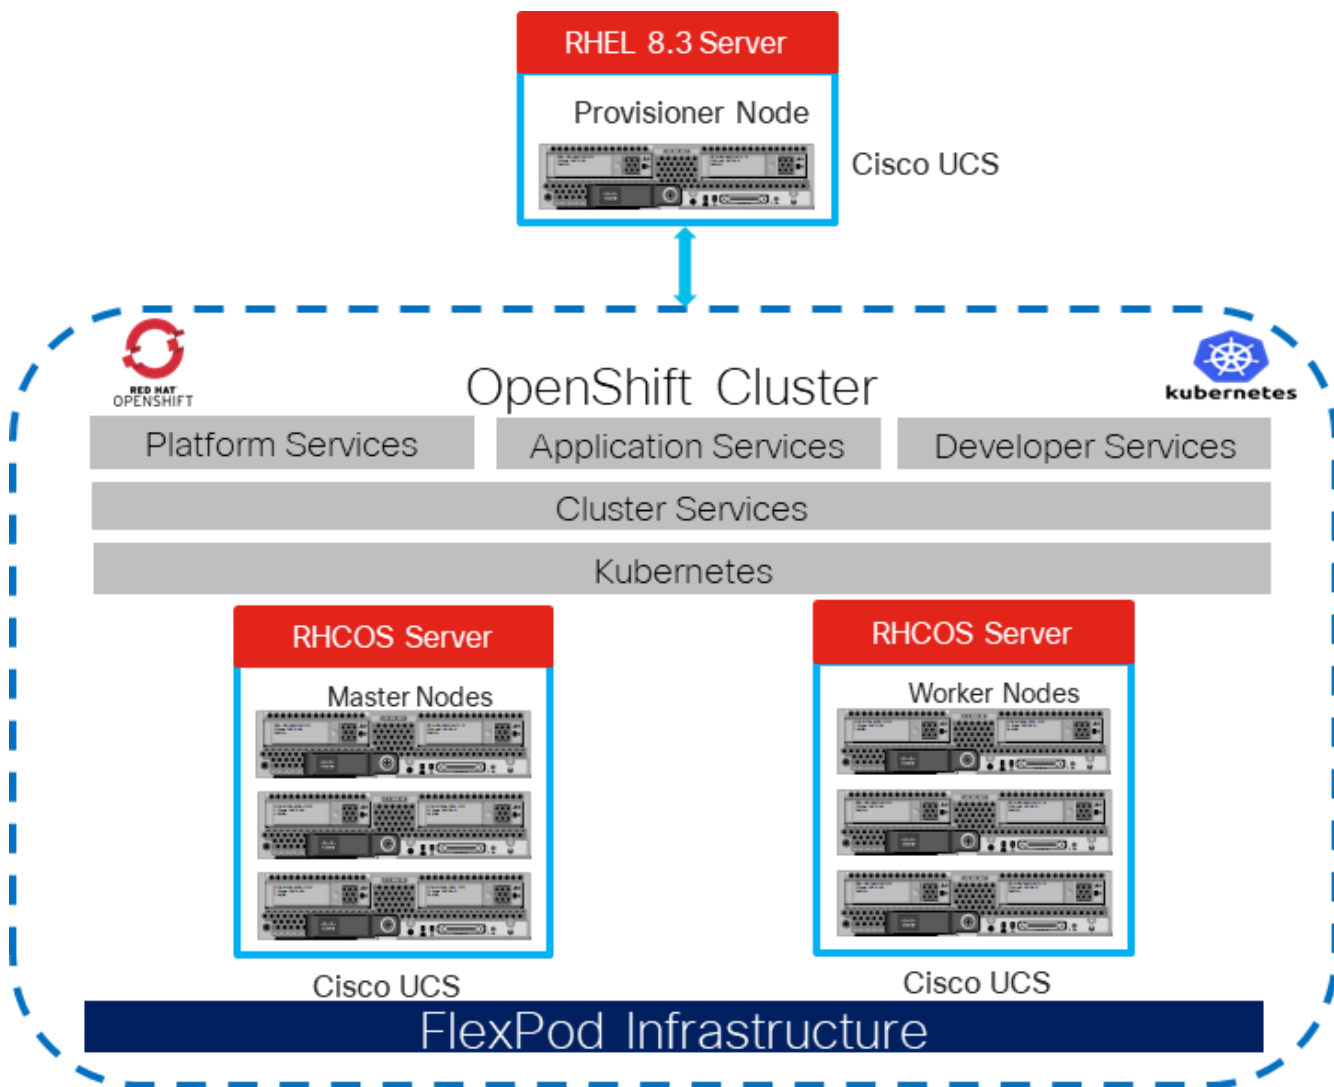 RHEL 8.3 Server
Provisioner Node
Cisco UCS
RED HAT
OPENSHIFT
OpenShift Cluster
kubernetes
Platform Services
Application Services
Developer Services
Cluster Services
Kubernetes
RHCOS Server
RHCOS Server
Master Nodes
Worker Nodes
Cisco UCS
Cisco UCS
FlexPod Infrastructure